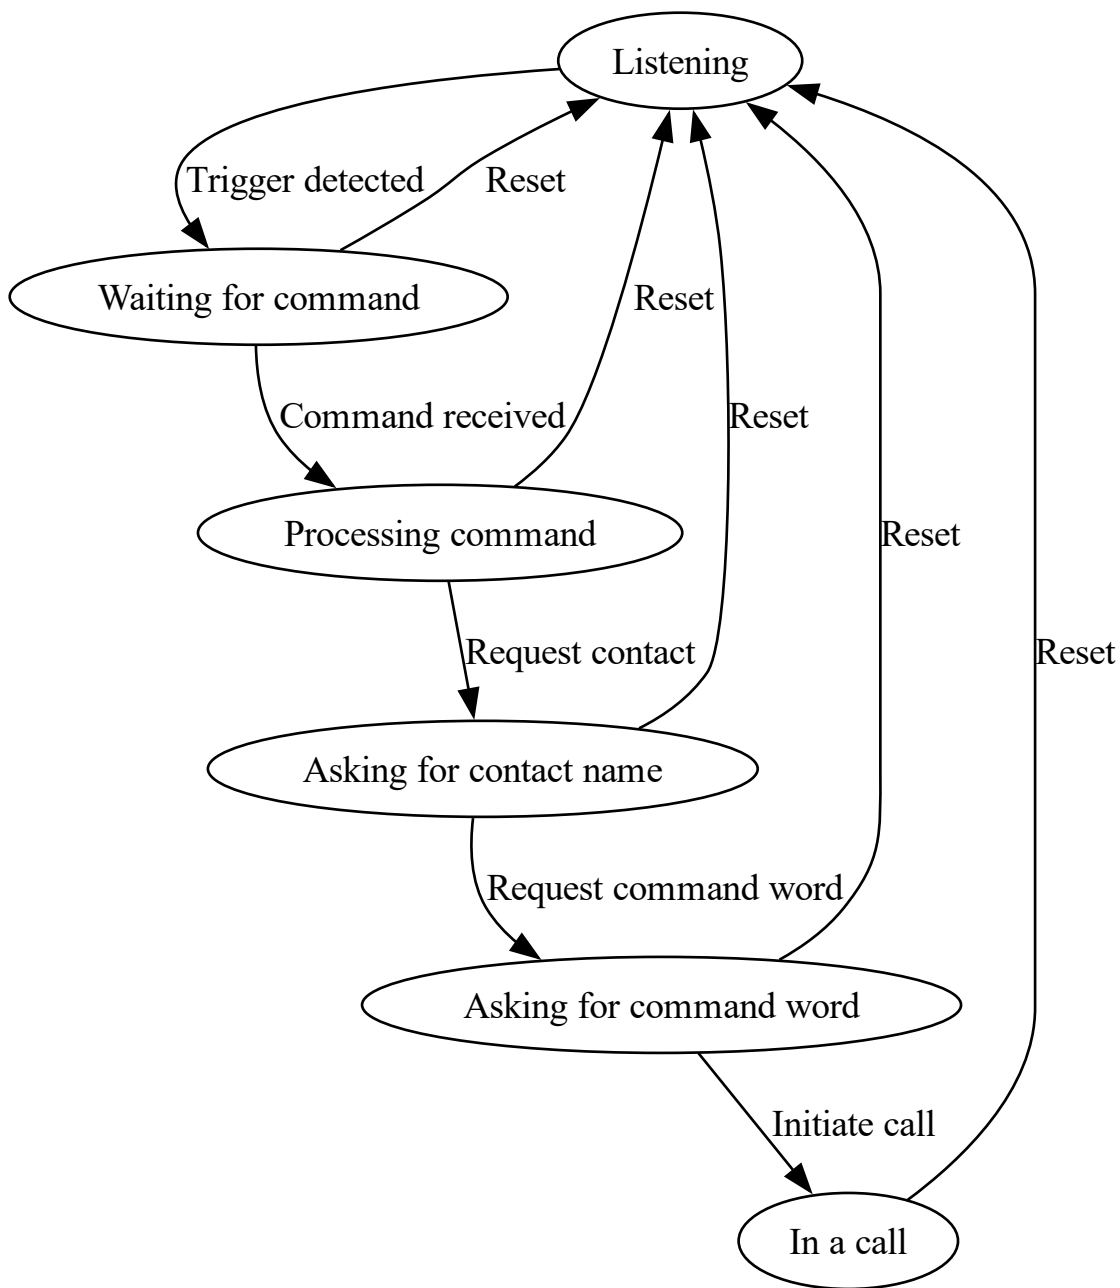 Listening
Trigger detected
Reset
Waiting for command
Reset
Command received
Reset
Processing command
Reset
Request contact
Reset
Asking for contact name
Request command word
Asking for command word
Initiate call
In a call